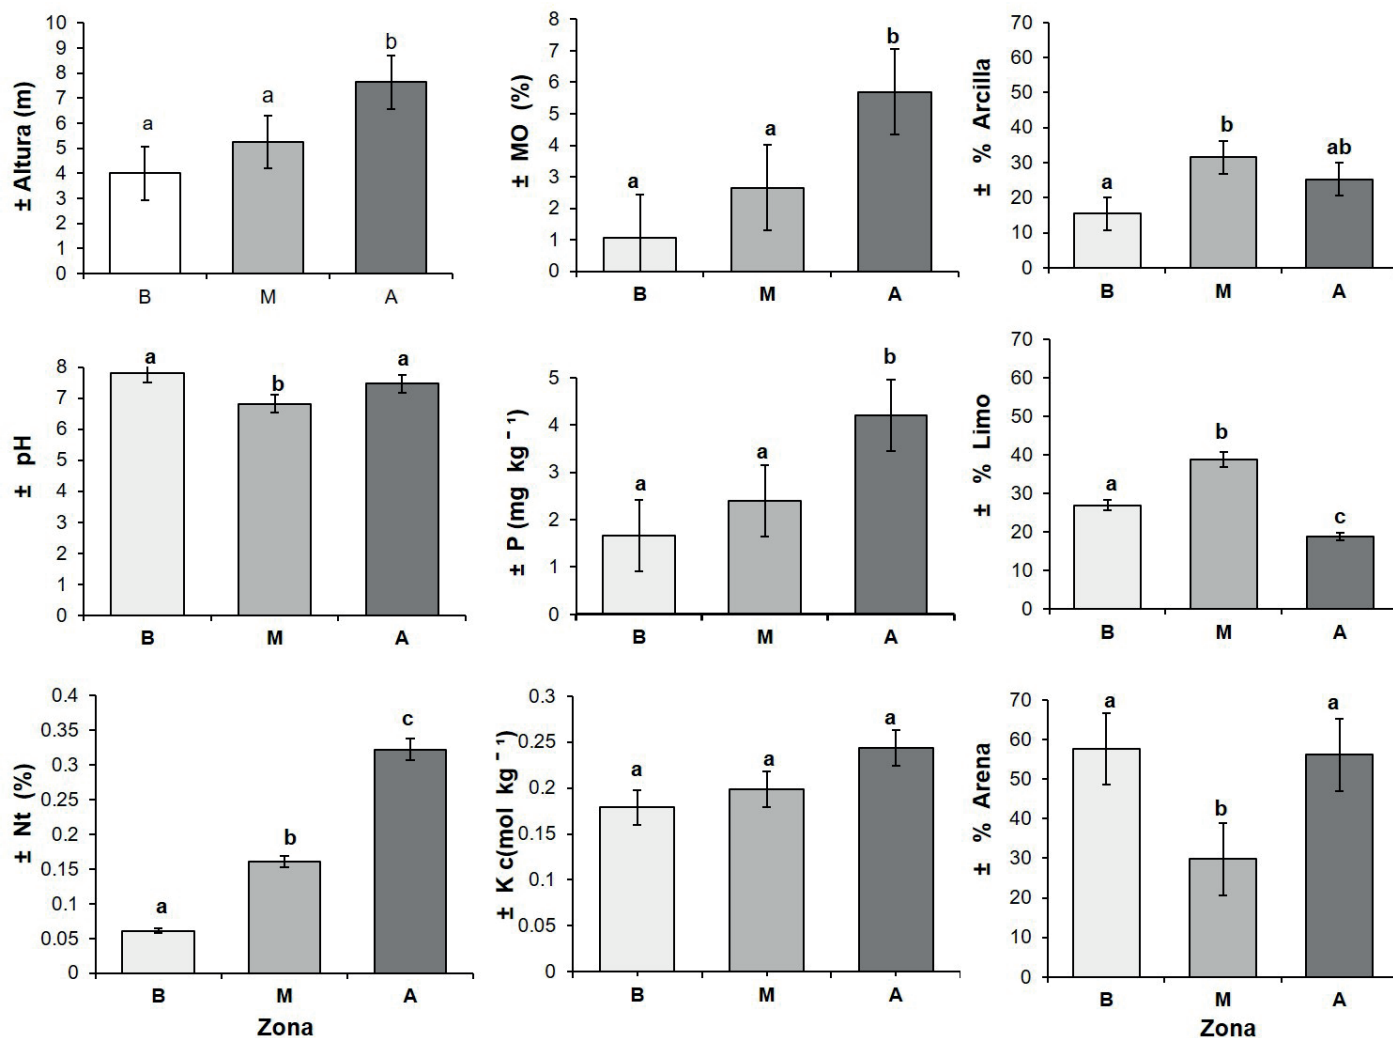 ± Altura (m)
10
9
8
7
6
5
4
3
2
1
0
a
a
b
B
M
A
± MO (%)
8
7
6
5
4
3
2
1
0
a
a
b
B
M
A
± % Arcilla
70
60
50
40
30
20
10
0
a
b
ab
B
M
A
± pH
8
7
6
5
4
3
2
1
0
a
b
a
B
M
A
± P (mg kg⁻¹)
5
4
3
2
1
0
a
a
b
B
M
A
± % Limo
70
60
50
40
30
20
10
0
a
b
c
B
M
A
± Nt (%)
0.4
0.35
0.3
0.25
0.2
0.15
0.1
0.05
0
a
b
c
B
M
A
Zona
± K c(mol kg⁻¹)
0.3
0.25
0.2
0.15
0.1
0.05
0
a
a
a
B
M
A
± % Arena
70
60
50
40
30
20
10
0
a
b
a
B
M
A
Zona